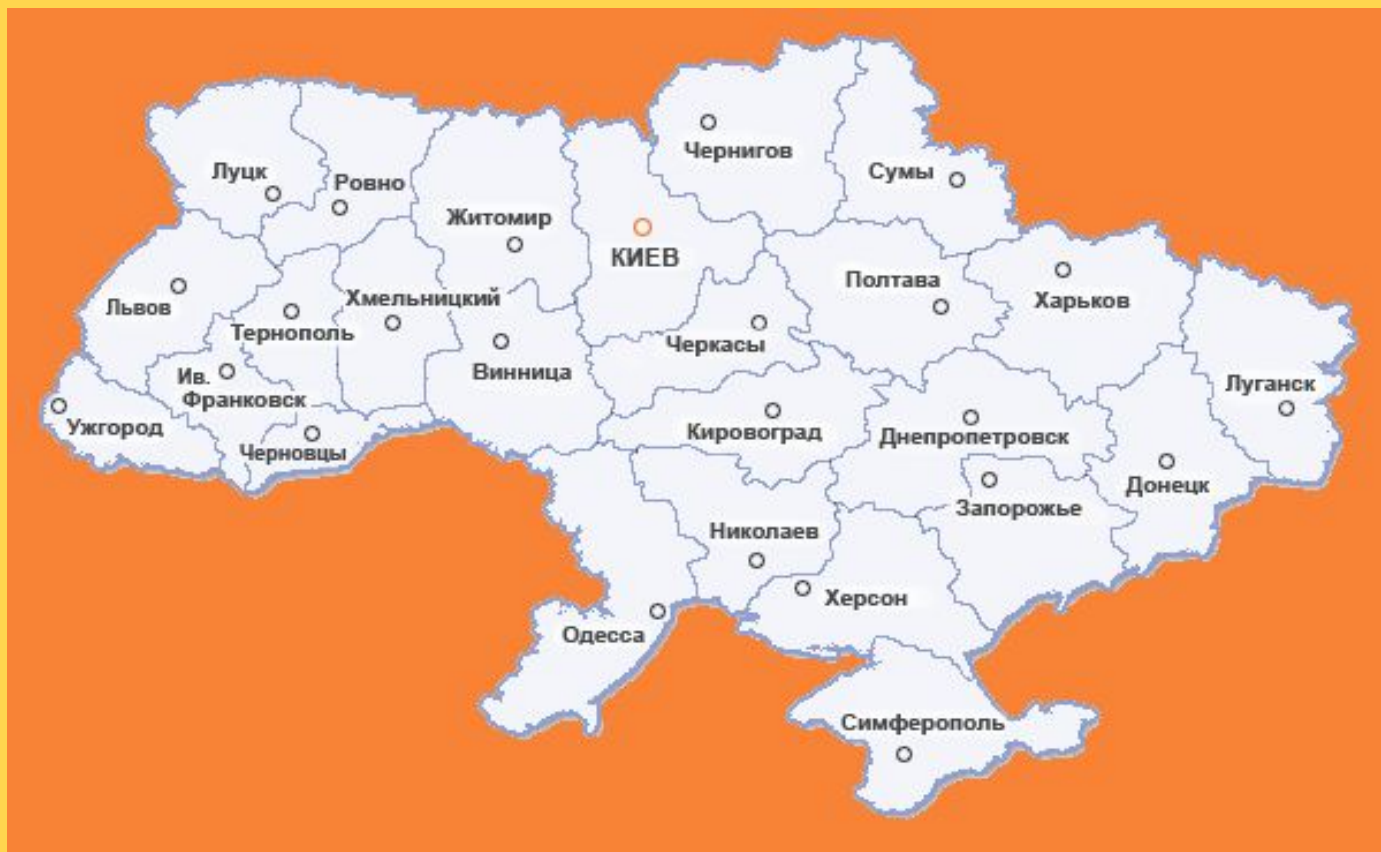 Чернигов
Сумы
Луцк
Ровно
Житомир
КИЕВ
Полтава
Харьков
Львов
Хмельницкий
Тернополь
Черкасы
Винница
Ив.
Франковск
Луганск
Ужгород
Кировоград
Днепропетровск
Черновцы
Донецк
Запорожье
Николаев
Херсон
Одесса
Симферополь